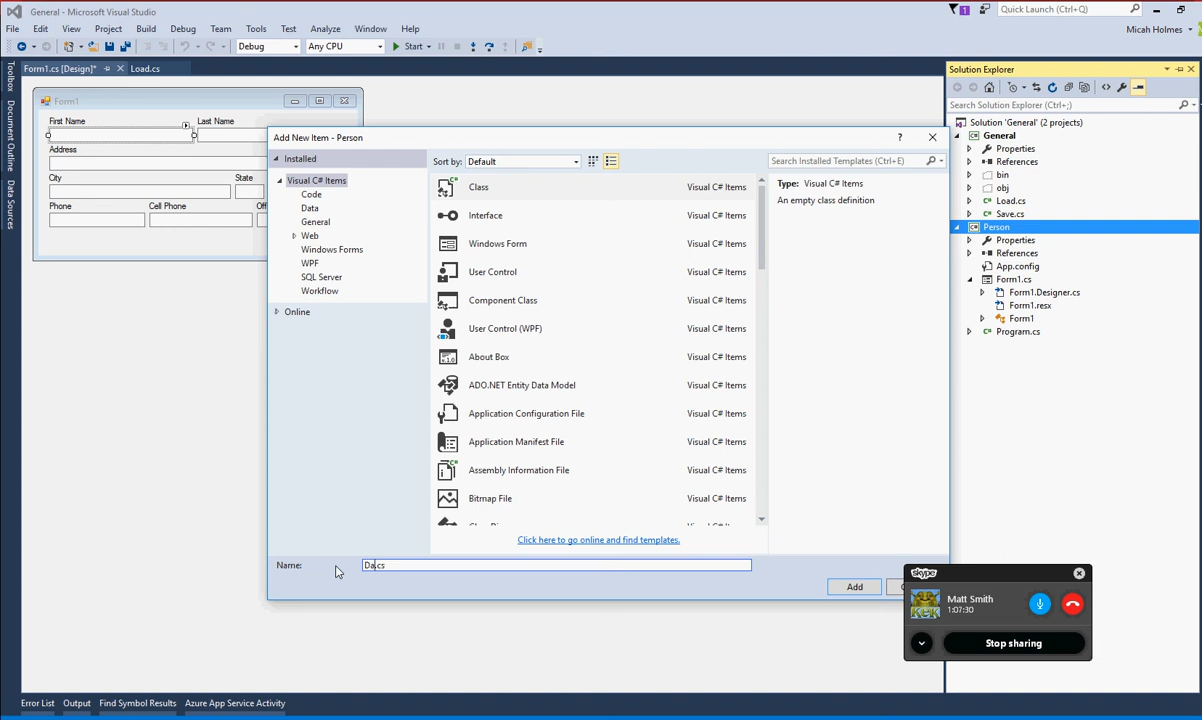 General - Microsoft Visual Studio
1
Quick Launch (Ctrl+Q)
File Edit View Project Build Debug Team Tools Test Analyze Window Help
Micah Holmes
Debug Any CPU Start
Form1.cs [Design]* Load.cs
Toolbox
Document Outline
Data Sources
Form1
First Name Last Name
Address
City State
Phone Cell Phone
Add New Item - Person
?
Installed
Visual C# Items
Code
Data
General
Web
Windows Forms
WPF
SQL Server
Workflow
Online
Sort by: Default
Search Installed Templates (Ctrl+E)
Class Visual C# Items
Interface Visual C# Items
Windows Form Visual C# Items
User Control Visual C# Items
Component Class Visual C# Items
User Control (WPF) Visual C# Items
About Box Visual C# Items
ADO.NET Entity Data Model Visual C# Items
Application Configuration File Visual C# Items
Application Manifest File Visual C# Items
Assembly Information File Visual C# Items
Bitmap File Visual C# Items
Click here to go online and find templates.
Type: Visual C# Items
An empty class definition
Name: Da.cs
Add
Solution Explorer
Search Solution Explorer (Ctrl+;)
Solution 'General' (2 projects)
General
Properties
References
bin
obj
Load.cs
Save.cs
Person
Properties
References
App.config
Form1.cs
Form1.Designer.cs
Form1.resx
Form1
Program.cs
skype
Matt Smith
1:07:30
KEK
Stop sharing
Error List Output Find Symbol Results Azure App Service Activity